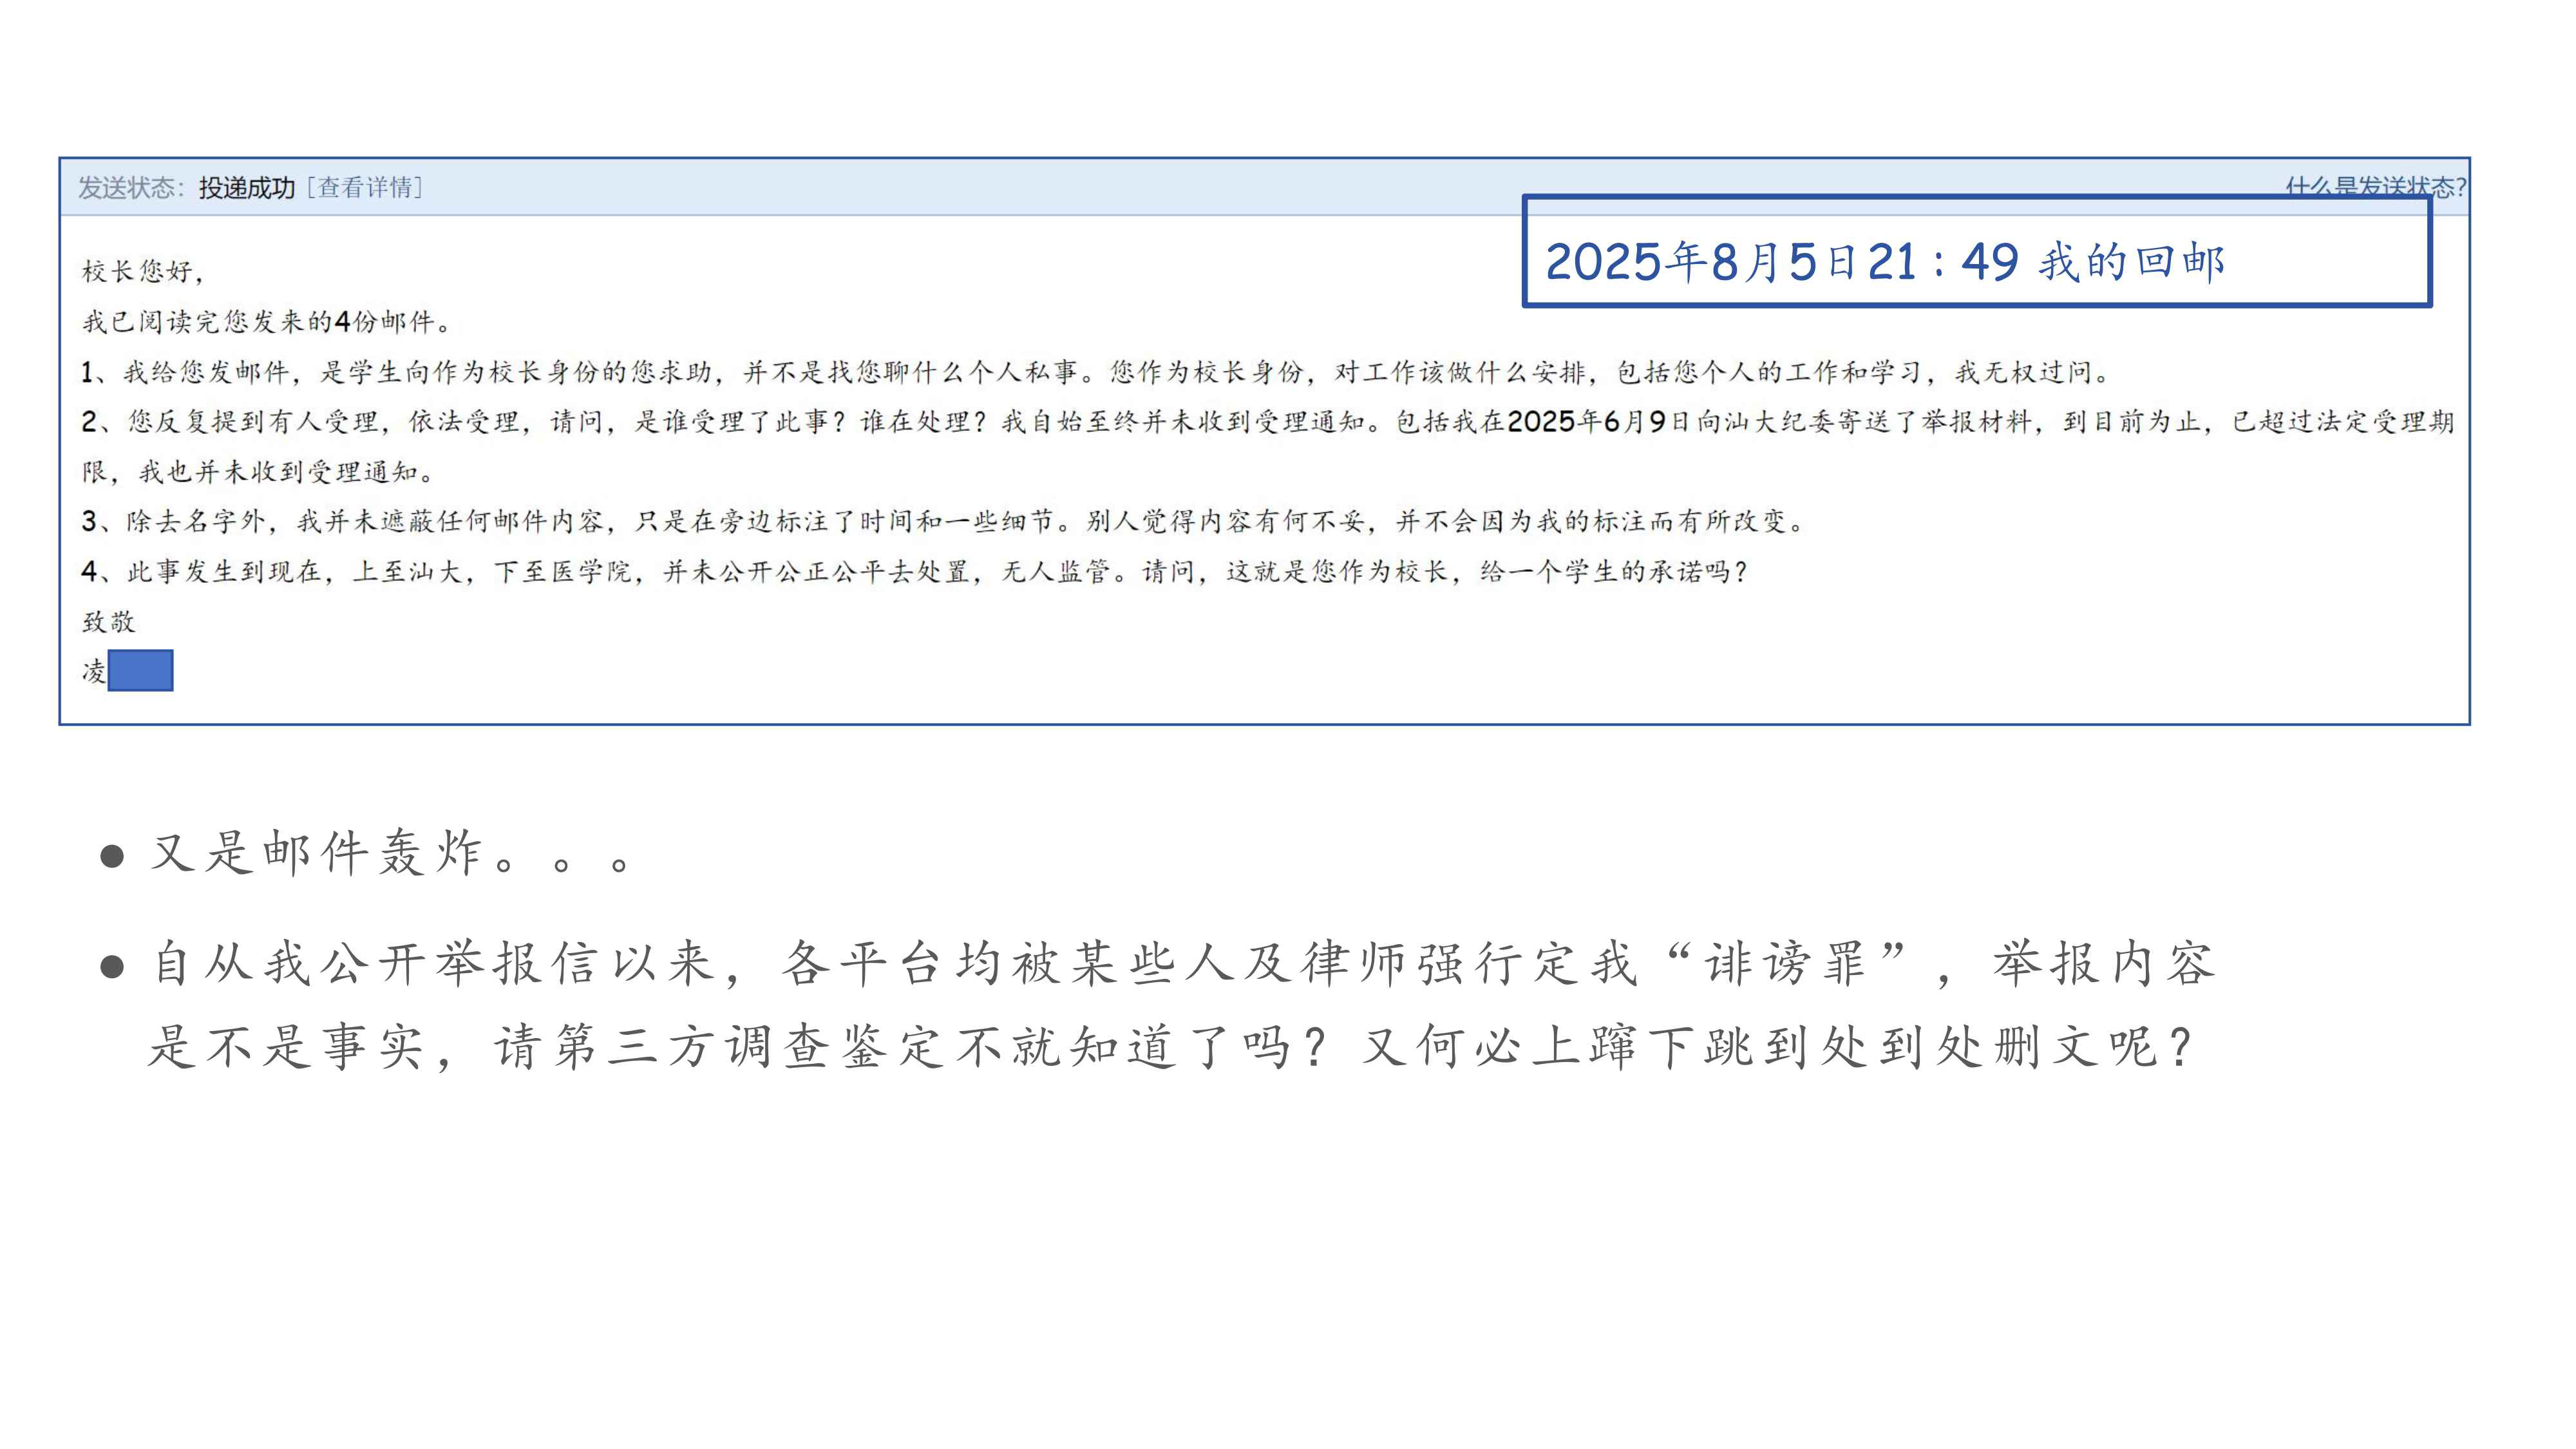 发送状态：投递成功 [查看详情]
什么是发送状态?
2025年8月5日21：49 我的回邮
校长您好，
我已阅读完您发来的4份邮件。
1、我给您发邮件，是学生向作为校长身份的您求助，并不是找您聊什么个人私事。您作为校长身份，对工作该做什么安排，包括您个人的工作和学习，我无权过问。
2、您反复提到有人受理，依法受理，请问，是谁受理了此事？谁在处理？我自始至终并未收到受理通知。包括我在2025年6月9日向汕大纪委寄送了举报材料，到目前为止，已超过法定受理期
限，我也并未收到受理通知。
3、除去名字外，我并未遮蔽任何邮件内容，只是在旁边标注了时间和一些细节。别人觉得内容有何不妥，并不会因为我的标注而有所改变。
4、此事发生到现在，上至汕大，下至医学院，并未公开公正公平去处置，无人监管。请问，这就是您作为校长，给一个学生的承诺吗？
致敬
凌
● 又是邮件轰炸。。。
● 自从我公开举报信以来，各平台均被某些人及律师强行定我“诽谤罪”，举报内容
是不是事实，请第三方调查鉴定不就知道了吗？又何必上蹿下跳到处到处删文呢？